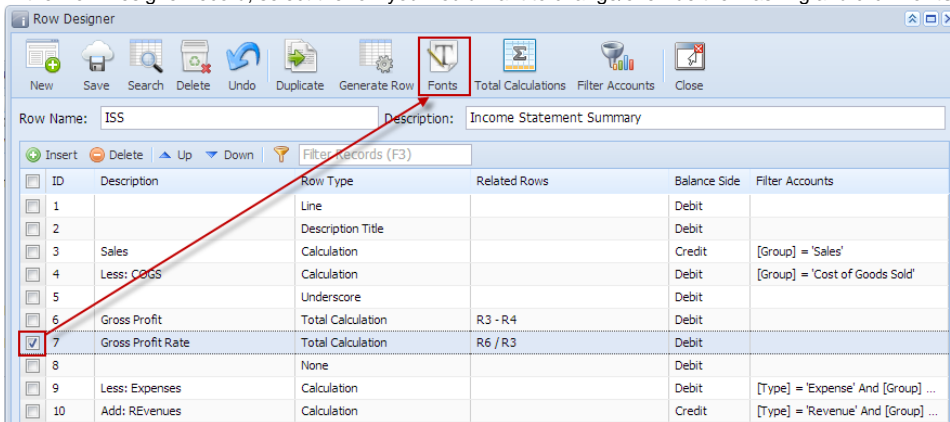 Row Designer
New Save Search Delete Undo Duplicate Generate Row Fonts Total Calculations Filter Accounts Close
Row Name: ISS Description: Income Statement Summary
Insert Delete Up Down Filter Records (F3)
ID Description Row Type Related Rows Balance Side Filter Accounts
1 Line Debit
2 Description Title Debit
3 Sales Calculation Credit [Group] = 'Sales'
4 Less: COGS Calculation Debit [Group] = 'Cost of Goods Sold'
5 Underscore Debit
6 Gross Profit Total Calculation R3 - R4 Debit
7 Gross Profit Rate Total Calculation R6 / R3 Debit
8 None Debit
9 Less: Expenses Calculation Debit [Type] = 'Expense' And [Group] ...
10 Add: REvenues Calculation Credit [Type] = 'Revenue' And [Group] ...